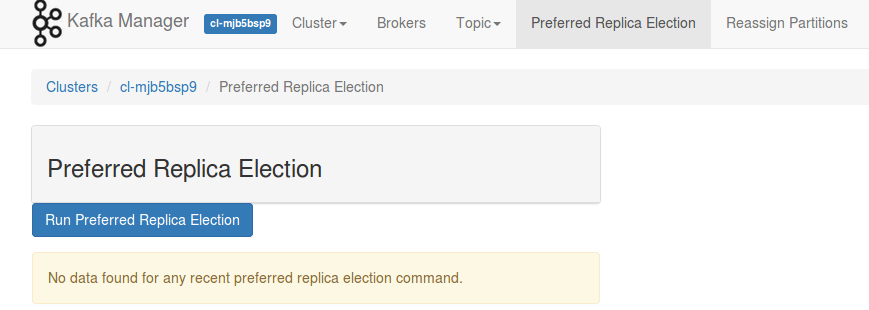 Kafka Manager cl-mjb5bsp9 Cluster Brokers Topic Preferred Replica Election Reassign Partitions
Clusters / cl-mjb5bsp9 / Preferred Replica Election
Preferred Replica Election
Run Preferred Replica Election
No data found for any recent preferred replica election command.